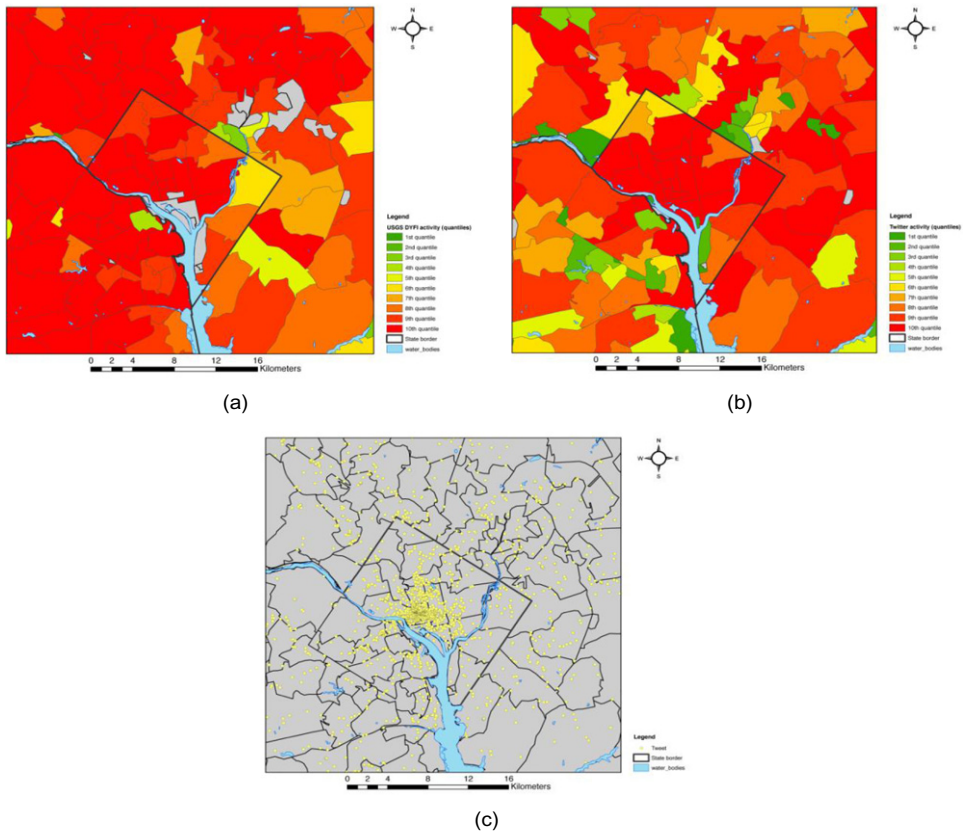 N
W E
S
Legend
USGS DYFI activity (quantiles)
1st quantile
2nd quantile
3rd quantile
4th quantile
5th quantile
6th quantile
7th quantile
8th quantile
9th quantile
10th quantile
State border
water_bodies
0 2 4 8 12 16
Kilometers
(a)
N
W E
S
Legend
Twitter activity (quantiles)
1st quantile
2nd quantile
3rd quantile
4th quantile
5th quantile
6th quantile
7th quantile
8th quantile
9th quantile
10th quantile
State border
water_bodies
0 2 4 8 12 16
Kilometers
(b)
N
W E
S
Legend
Tweet
State border
water_bodies
0 2 4 8 12 16
Kilometers
(c)